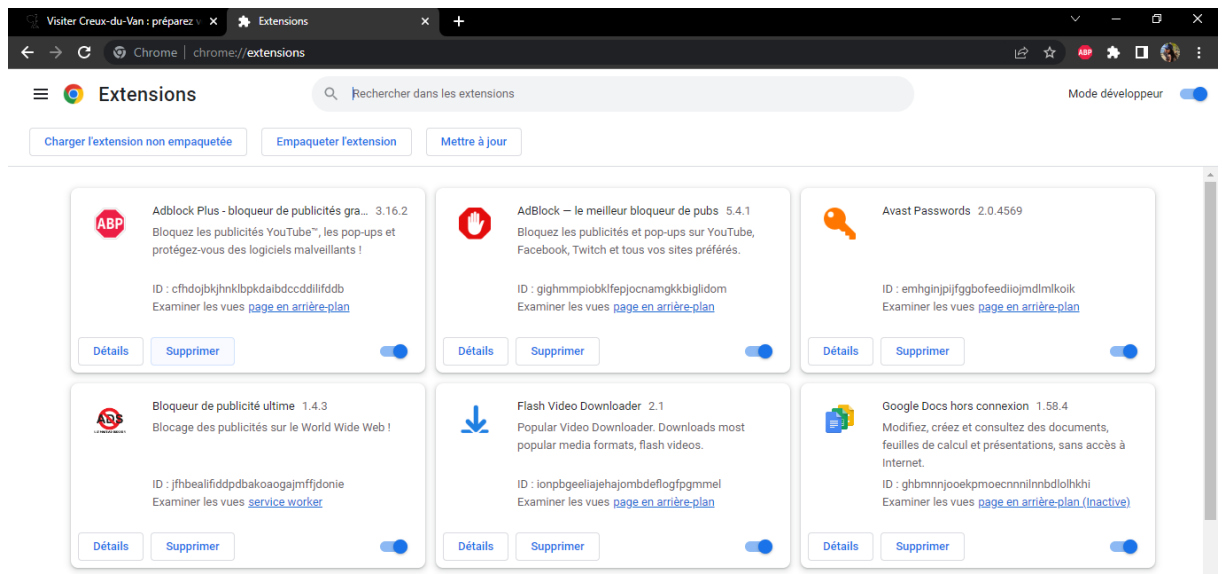 Visiter Creux-du-Van : préparez v
Extensions
Chrome | chrome://extensions
ABP
Extensions
Rechercher dans les extensions
Mode développeur
Charger l'extension non empaquetée
Empaqueter l'extension
Mettre à jour
ABP
Adblock Plus - bloqueur de publicités gra... 3.16.2
Bloquez les publicités YouTube™, les pop-ups et
protégez-vous des logiciels malveillants !
ID : cfhdojbkjhnklbpkdaibdccddilifddb
Examiner les vues page en arrière-plan
Détails
Supprimer
AdBlock — le meilleur bloqueur de pubs 5.4.1
Bloquez les publicités et pop-ups sur YouTube,
Facebook, Twitch et tous vos sites préférés.
ID : gighmmpiobklfepjocnamgkkbiglidom
Examiner les vues page en arrière-plan
Détails
Supprimer
Avast Passwords 2.0.4569
ID : emhginjpijfggbofeediiojmdlmlkoik
Examiner les vues page en arrière-plan
Détails
Supprimer
ADS
Bloqueur de publicité ultime 1.4.3
Blocage des publicités sur le World Wide Web !
ID : jfhbealifiddpdbakoaogajmffjdonie
Examiner les vues service worker
Détails
Supprimer
Flash Video Downloader 2.1
Popular Video Downloader. Downloads most
popular media formats, flash videos.
ID : ionpbgeeliajehajombdeflogfpgmmel
Examiner les vues page en arrière-plan
Détails
Supprimer
Google Docs hors connexion 1.58.4
Modifiez, créez et consultez des documents,
feuilles de calcul et présentations, sans accès à
Internet.
ID : ghbmnnjooekpmoecnnnilnnbdlolhkhi
Examiner les vues page en arrière-plan (Inactive)
Détails
Supprimer